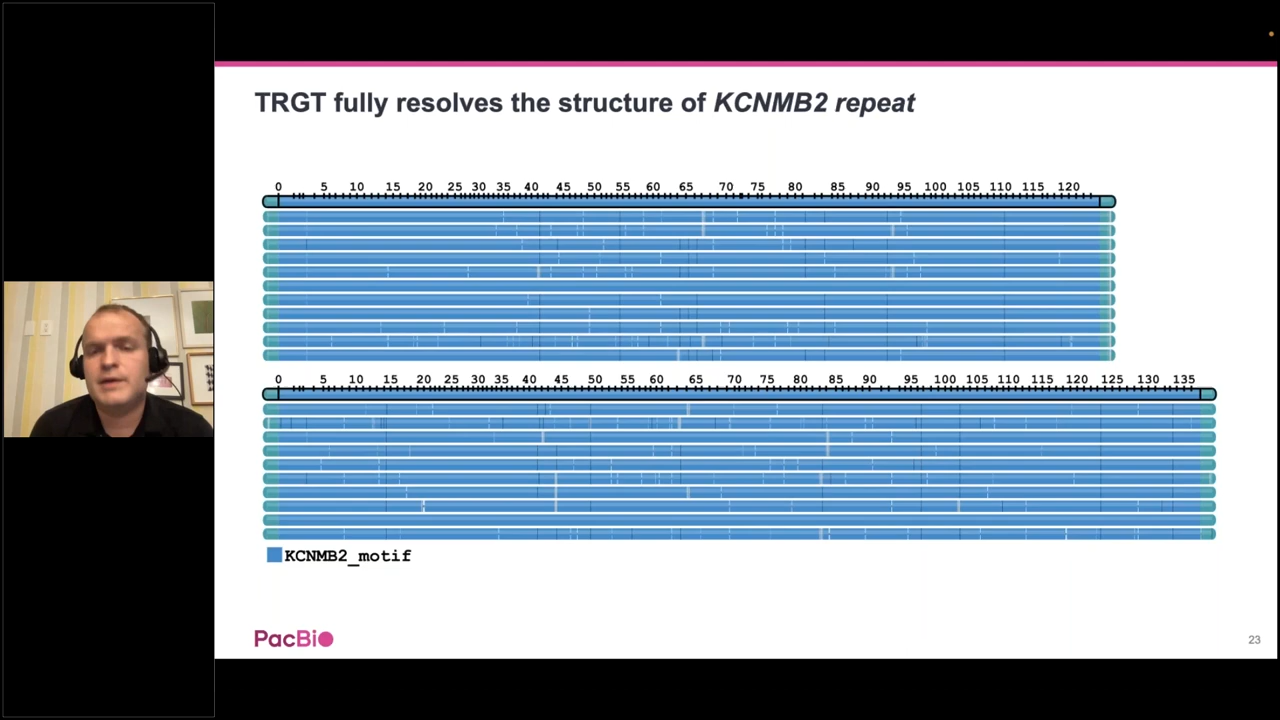 TRGT fully resolves the structure of KCNMB2 repeat
0 5 10 15 20 25 30 35 40 45 50 55 60 65 70 75 80 85 90 95 100 105 110 115 120
0 5 10 15 20 25 30 35 40 45 50 55 60 65 70 75 80 85 90 95 100 105 110 115 120 125 130 135
KCNMB2_motif
PacBio
23